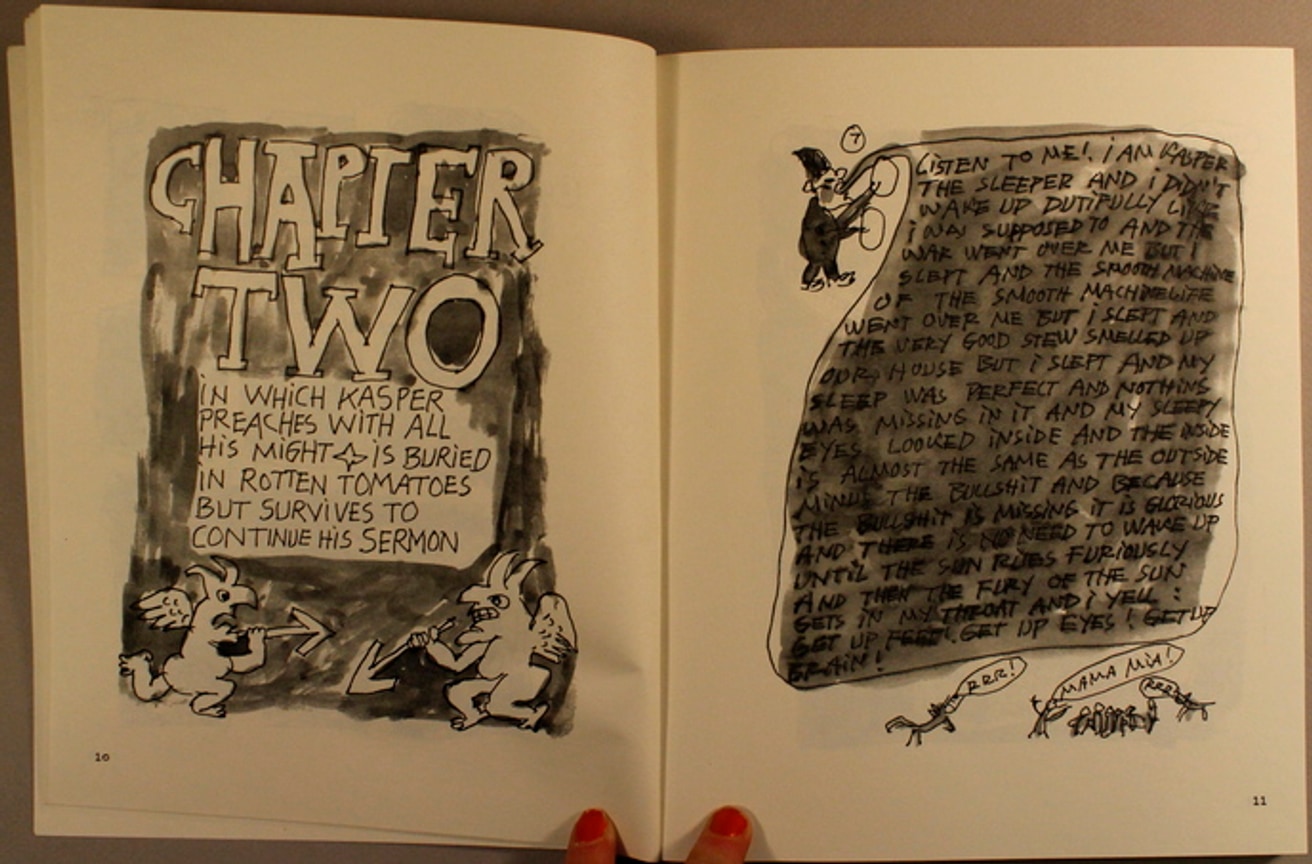 CHAPTER
TWO
iN WHiCH KASPER
PREACHES WiTH ALL
HiS MiGHT iS BURiED
iN ROTTEN TOMATOES
BUT SURViVES TO
CONTiNUE HiS SERMON
10
7
LiSTEN TO ME! i AM KASPER
THE SLEEPER AND i DiDN'T
WAKE UP DUTiFULLY LiKE
i WAS SUPPOSED TO AND THE
WAR WENT OVER ME BUT i
SLEPT AND THE SMOOTH MACHiNE
OF THE SMOOTH MACHiNELiFE
WENT OVER ME BUT i SLEPT AND
THE VERY GOOD STEW SMELLED UP
OUR HOUSE BUT i SLEPT AND MY
SLEEP WAS PERFECT AND NOTHiNG
WAS MiSSiNG iN iT AND MY SLEEPY
EYES LOOKED iNSiDE AND THE iNSiDE
iS ALMOST THE SAME AS THE OUTSiDE
MiNUS THE BULLSHiT AND BECAUSE
THE BULLSHiT iS MiSSiNG iT iS GLORiOUS
AND THERE iS NO NEED TO WAKE UP
UNTiL THE SUN RiSES FURiOUSLY
AND THEN THE FURY OF THE SUN
GETS iN MY THROAT AND i YELL :
GET UP FEET! GET UP EYES! GET UP
BRAiN!
RRR!
MAMA MiA!
RRR!
11